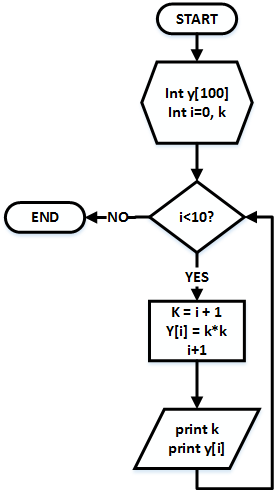 START
Int y[100]
Int i=0, k
i<10?
NO
END
YES
K = i + 1
Y[i] = k*k
i+1
print k
print y[i]